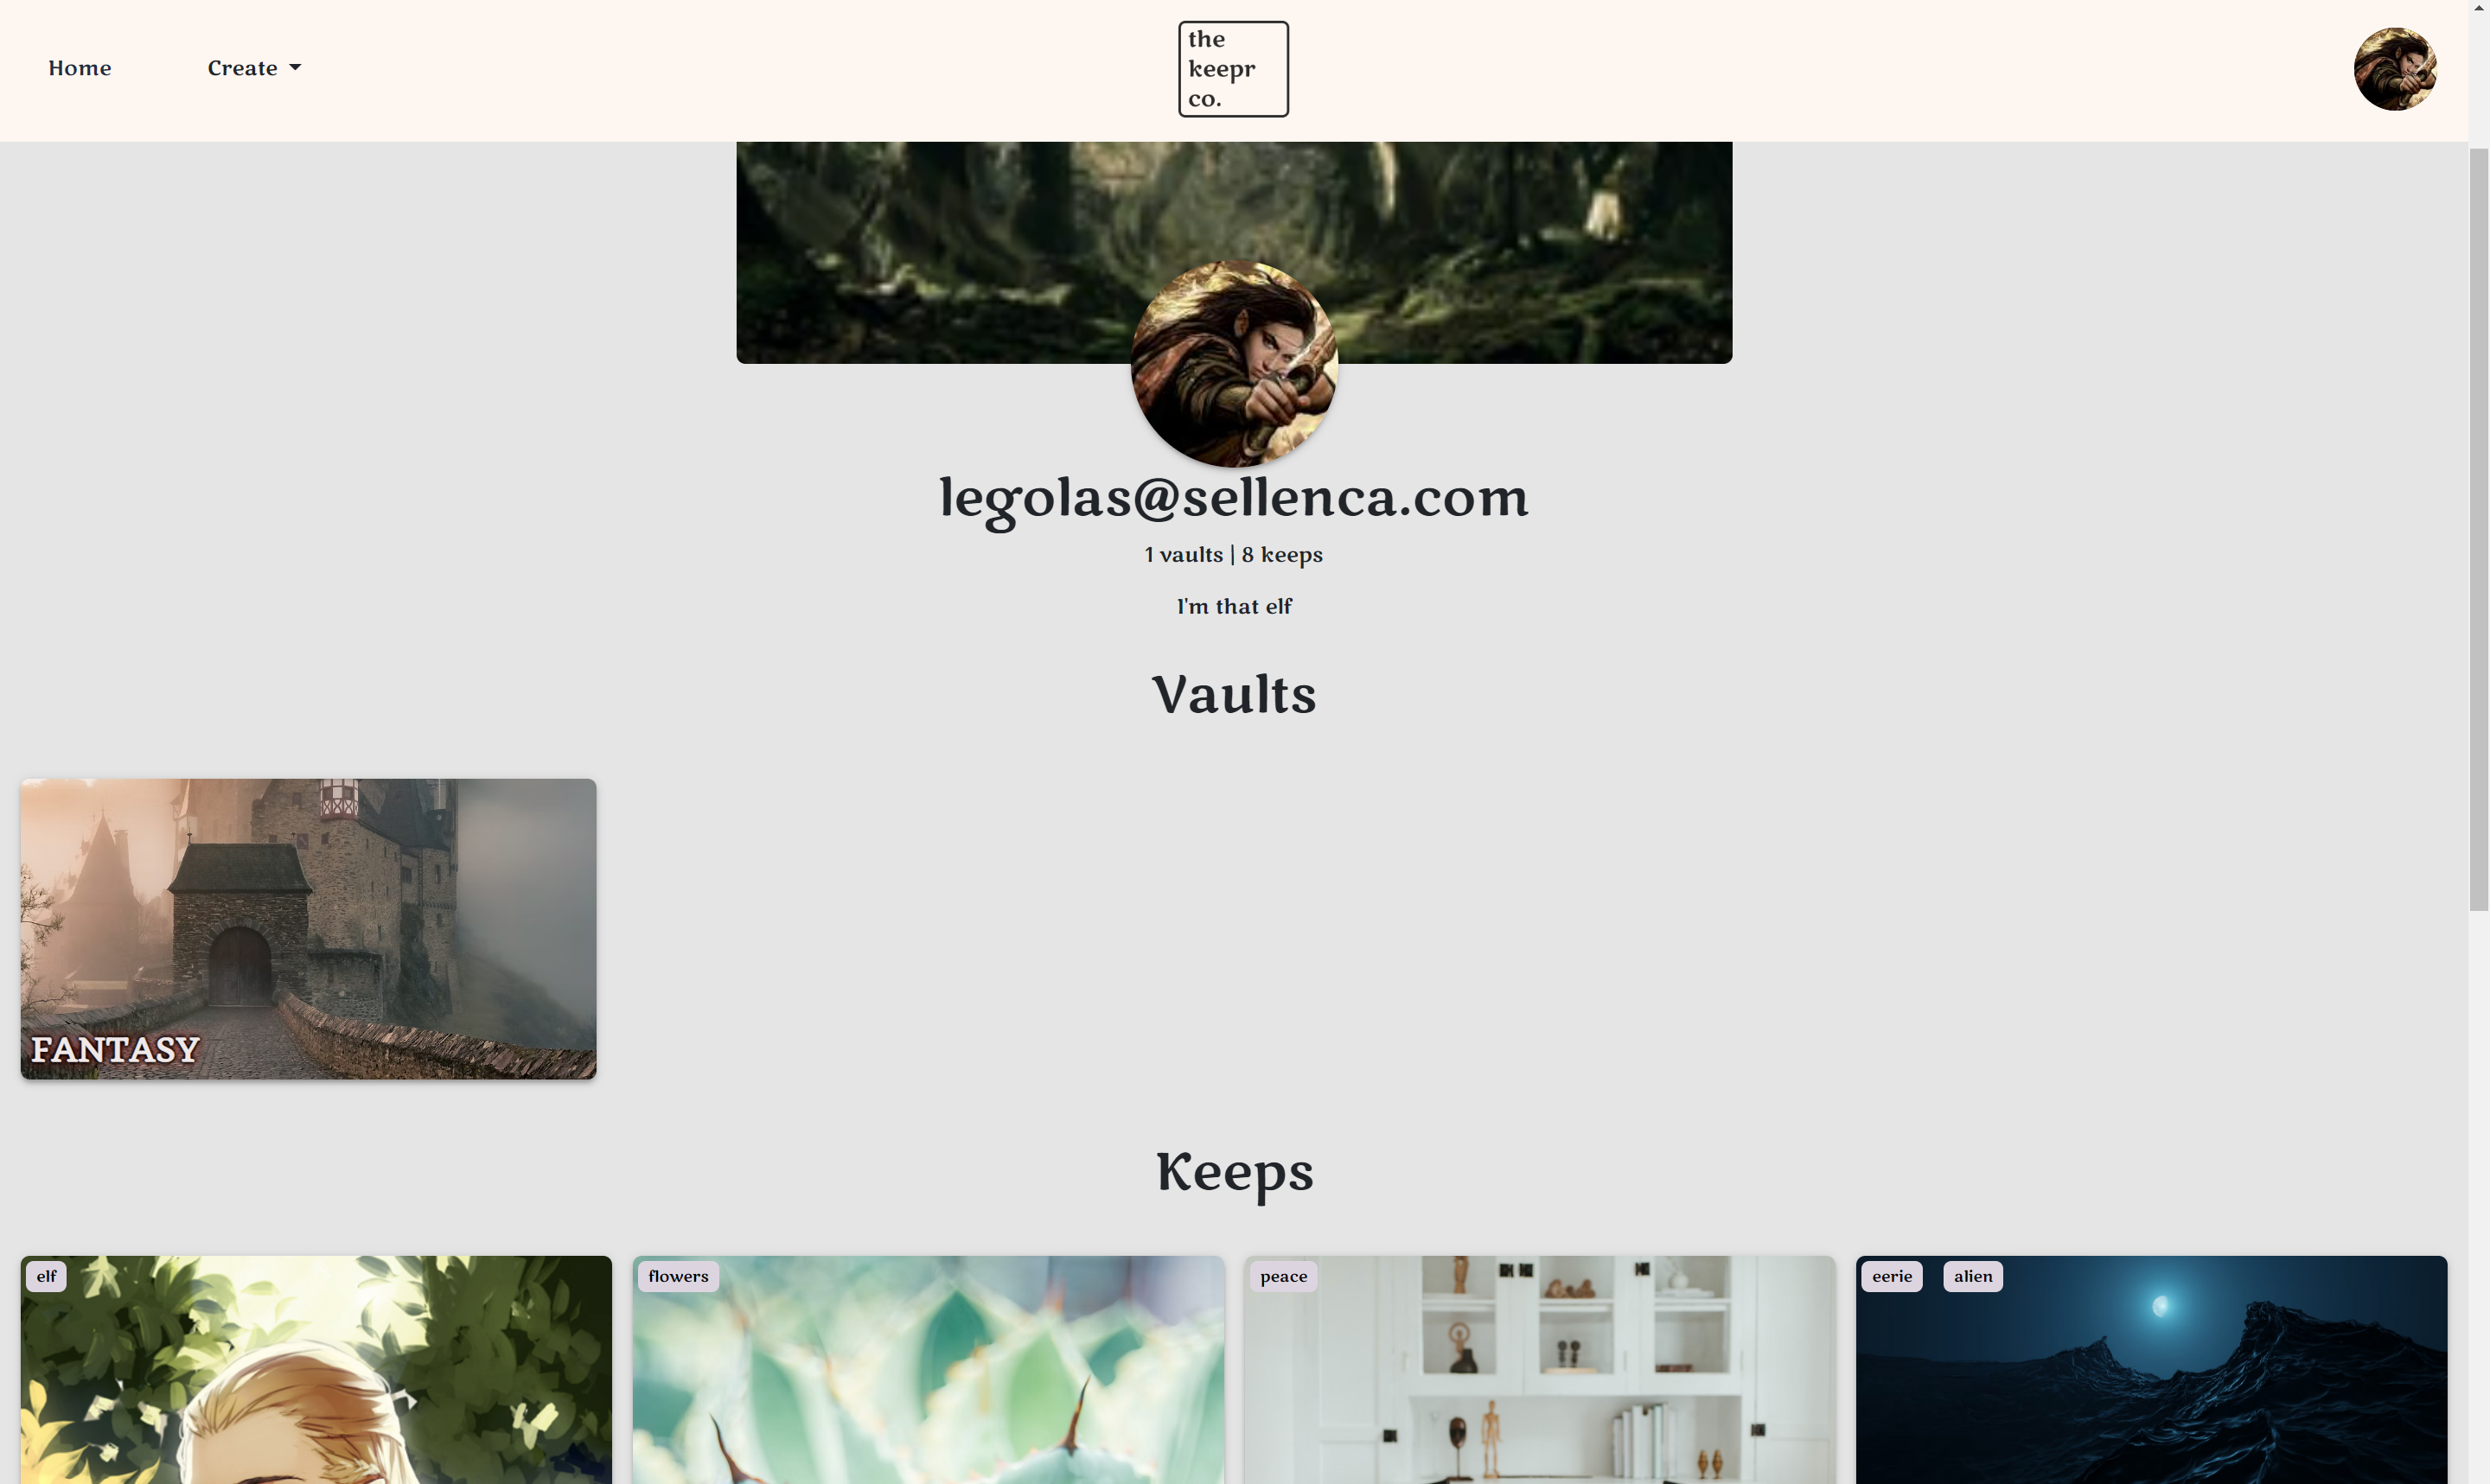 Home
Create
the
keepr
co.
legolas@sellenca.com
1 vaults | 8 keeps
I'm that elf
Vaults
FANTASY
Keeps
elf
flowers
peace
eerie
alien